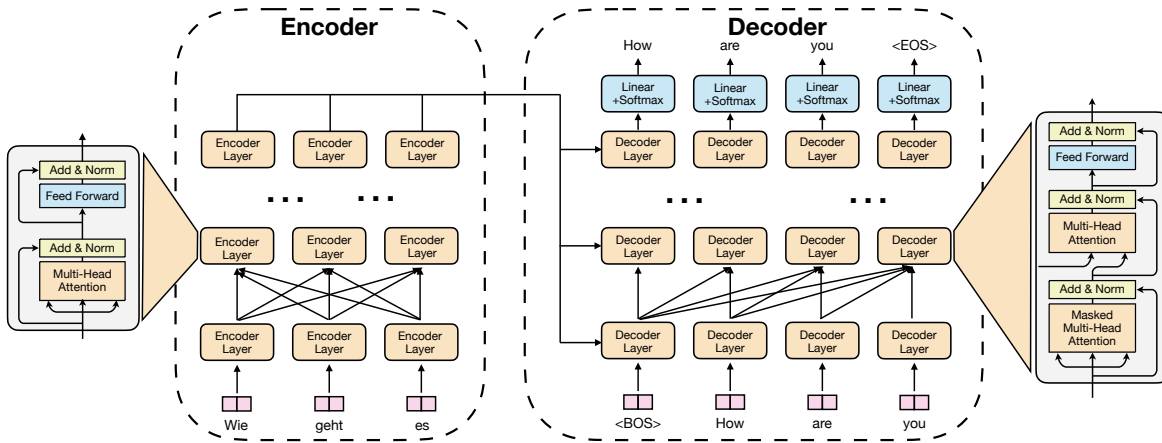 Encoder
Encoder
Layer
Encoder
Layer
Encoder
Layer
...
...
Encoder
Layer
Encoder
Layer
Encoder
Layer
Encoder
Layer
Encoder
Layer
Encoder
Layer
Wie
geht
es
Add & Norm
Feed Forward
Add & Norm
Multi-Head
Attention
Decoder
How
are
you
<EOS>
Linear
+Softmax
Linear
+Softmax
Linear
+Softmax
Linear
+Softmax
Decoder
Layer
Decoder
Layer
Decoder
Layer
Decoder
Layer
...
...
Decoder
Layer
Decoder
Layer
Decoder
Layer
Decoder
Layer
Decoder
Layer
Decoder
Layer
Decoder
Layer
Decoder
Layer
<BOS>
How
are
you
Add & Norm
Feed Forward
Add & Norm
Multi-Head
Attention
Add & Norm
Masked
Multi-Head
Attention